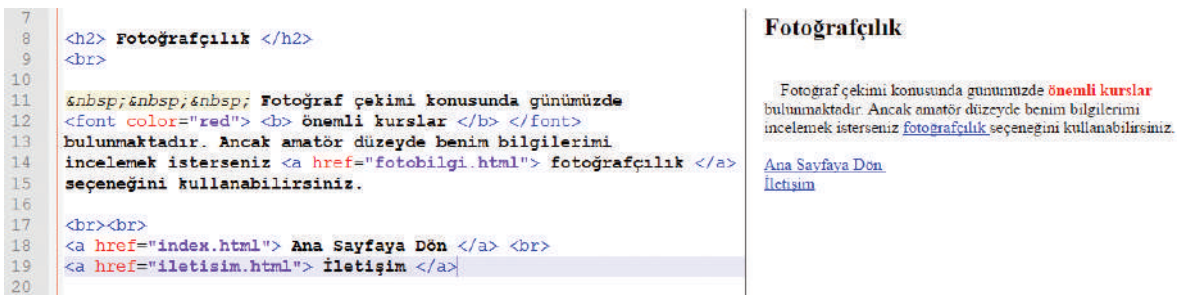 7
8 <h2> Fotoğrafçılık </h2>
9 <br>
10
11 &nbsp;&nbsp;&nbsp; Fotoğraf çekimi konusunda günümüzde
12 <font color="red"> <b> önemli kurslar </b> </font>
13 bulunmaktadır. Ancak amatör düzeyde benim bilgilerimi
14 incelemek isterseniz <a href="fotobilgi.html"> fotoğrafçılık </a>
15 seçeneğini kullanabilirsiniz.
16
17 <br><br>
18 <a href="index.html"> Ana Sayfaya Dön </a> <br>
19 <a href="iletisim.html"> İletişim </a>
20
Fotoğrafçılık
Fotoğraf çekimi konusunda günümüzde önemli kurslar
bulunmaktadır. Ancak amatör düzeyde benim bilgilerimi
incelemek isterseniz fotoğrafçılık seçeneğini kullanabilirsiniz.
Ana Sayfaya Dön
İletişim